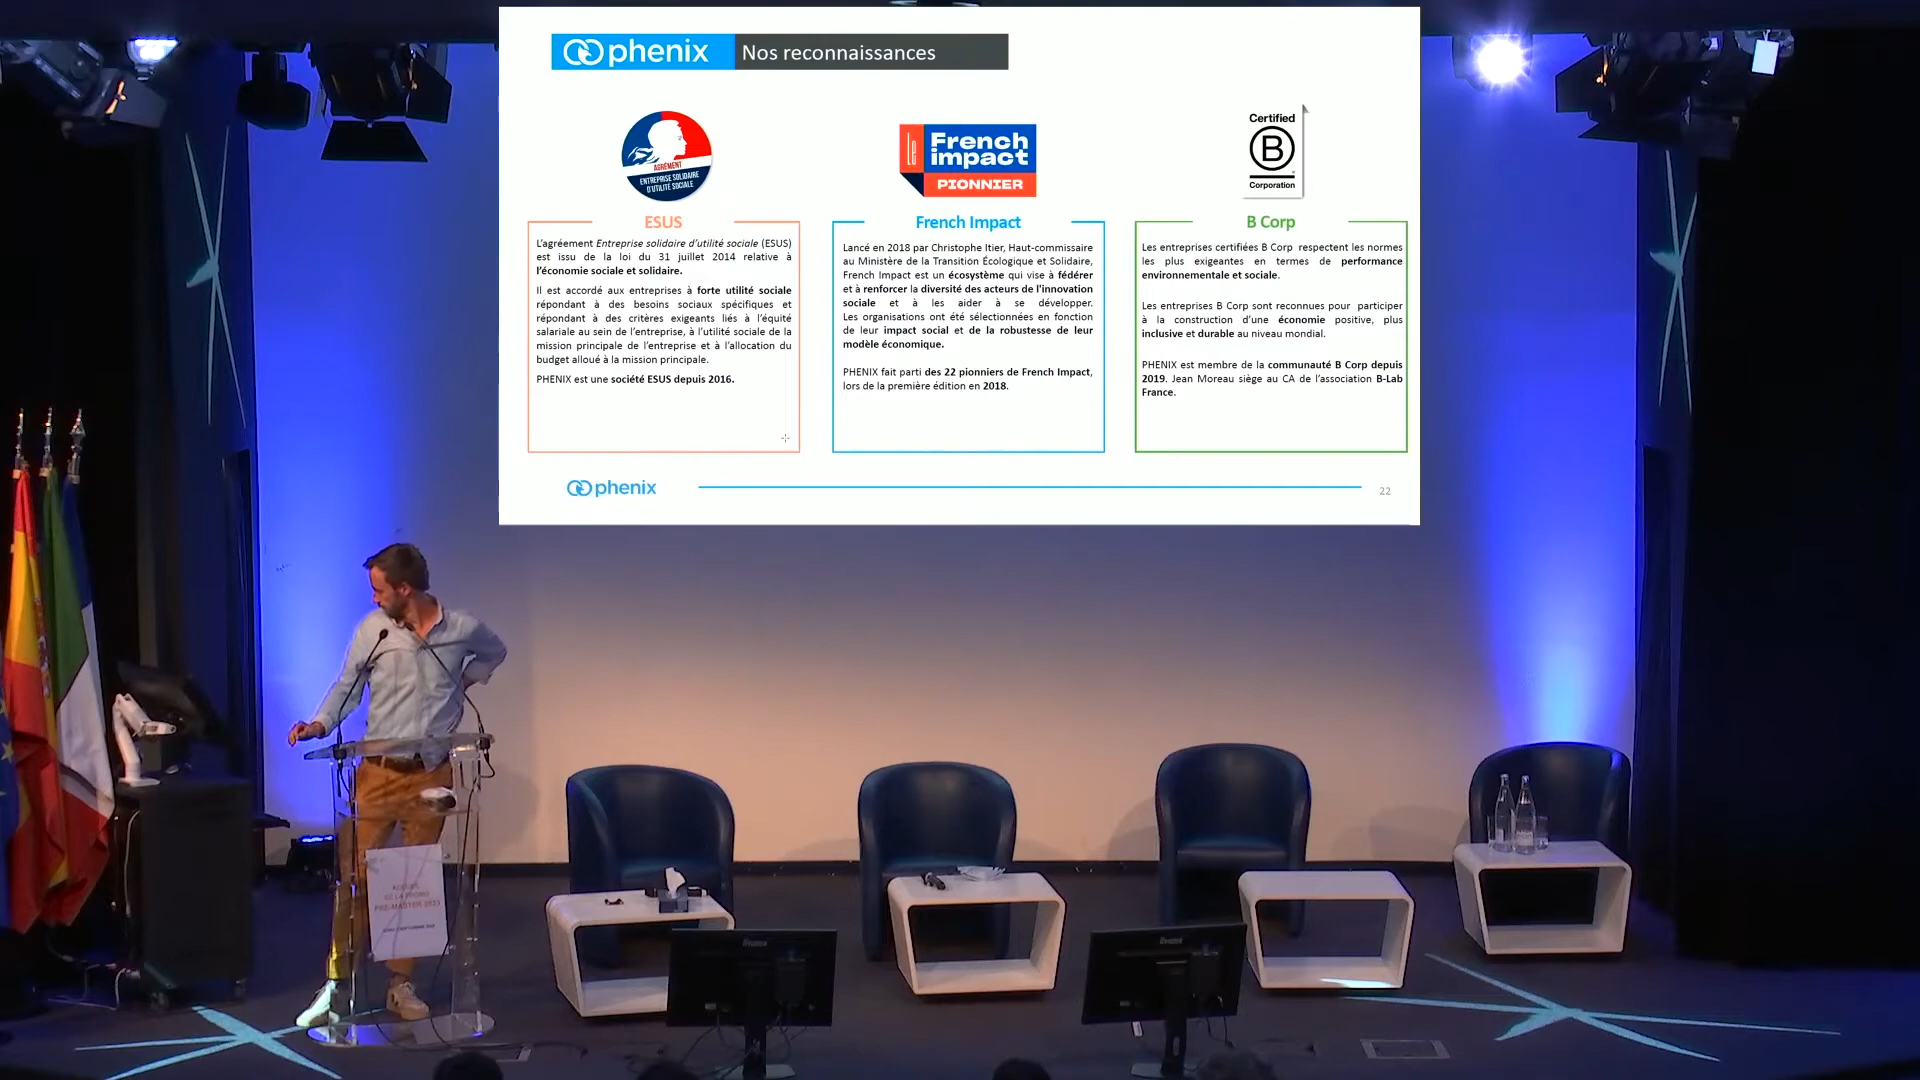 phenix Nos reconnaissances
AGRÉMENT
ENTREPRISE SOLIDAIRE
D'UTILITÉ SOCIALE
le French
impact
PIONNIER
Certified
B
Corporation
ESUS
L'agréement Entreprise solidaire d'utilité sociale (ESUS)
est issu de la loi du 31 juillet 2014 relative à
l'économie sociale et solidaire.
Il est accordé aux entreprises à forte utilité sociale
répondant à des besoins sociaux spécifiques et
répondant à des critères exigeants liés à l'équité
salariale au sein de l'entreprise, à l'utilité sociale de la
mission principale de l'entreprise et à l'allocation du
budget alloué à la mission principale.
PHENIX est une société ESUS depuis 2016.
French Impact
Lancé en 2018 par Christophe Itier, Haut-commissaire
au Ministère de la Transition Écologique et Solidaire,
French Impact est un écosystème qui vise à fédérer
et à renforcer la diversité des acteurs de l'innovation
sociale et à les aider à se développer.
Les organisations ont été sélectionnées en fonction
de leur impact social et de la robustesse de leur
modèle économique.
PHENIX fait parti des 22 pionniers de French Impact,
lors de la première édition en 2018.
B Corp
Les entreprises certifiées B Corp respectent les normes
les plus exigeantes en termes de performance
environnementale et sociale.
Les entreprises B Corp sont reconnues pour participer
à la construction d'une économie positive, plus
inclusive et durable au niveau mondial.
PHENIX est membre de la communauté B Corp depuis
2019. Jean Moreau siège au CA de l'association B-Lab
France.
phenix
22
ACCUEIL
DE LA PROMO
PRE-MASTER 2023